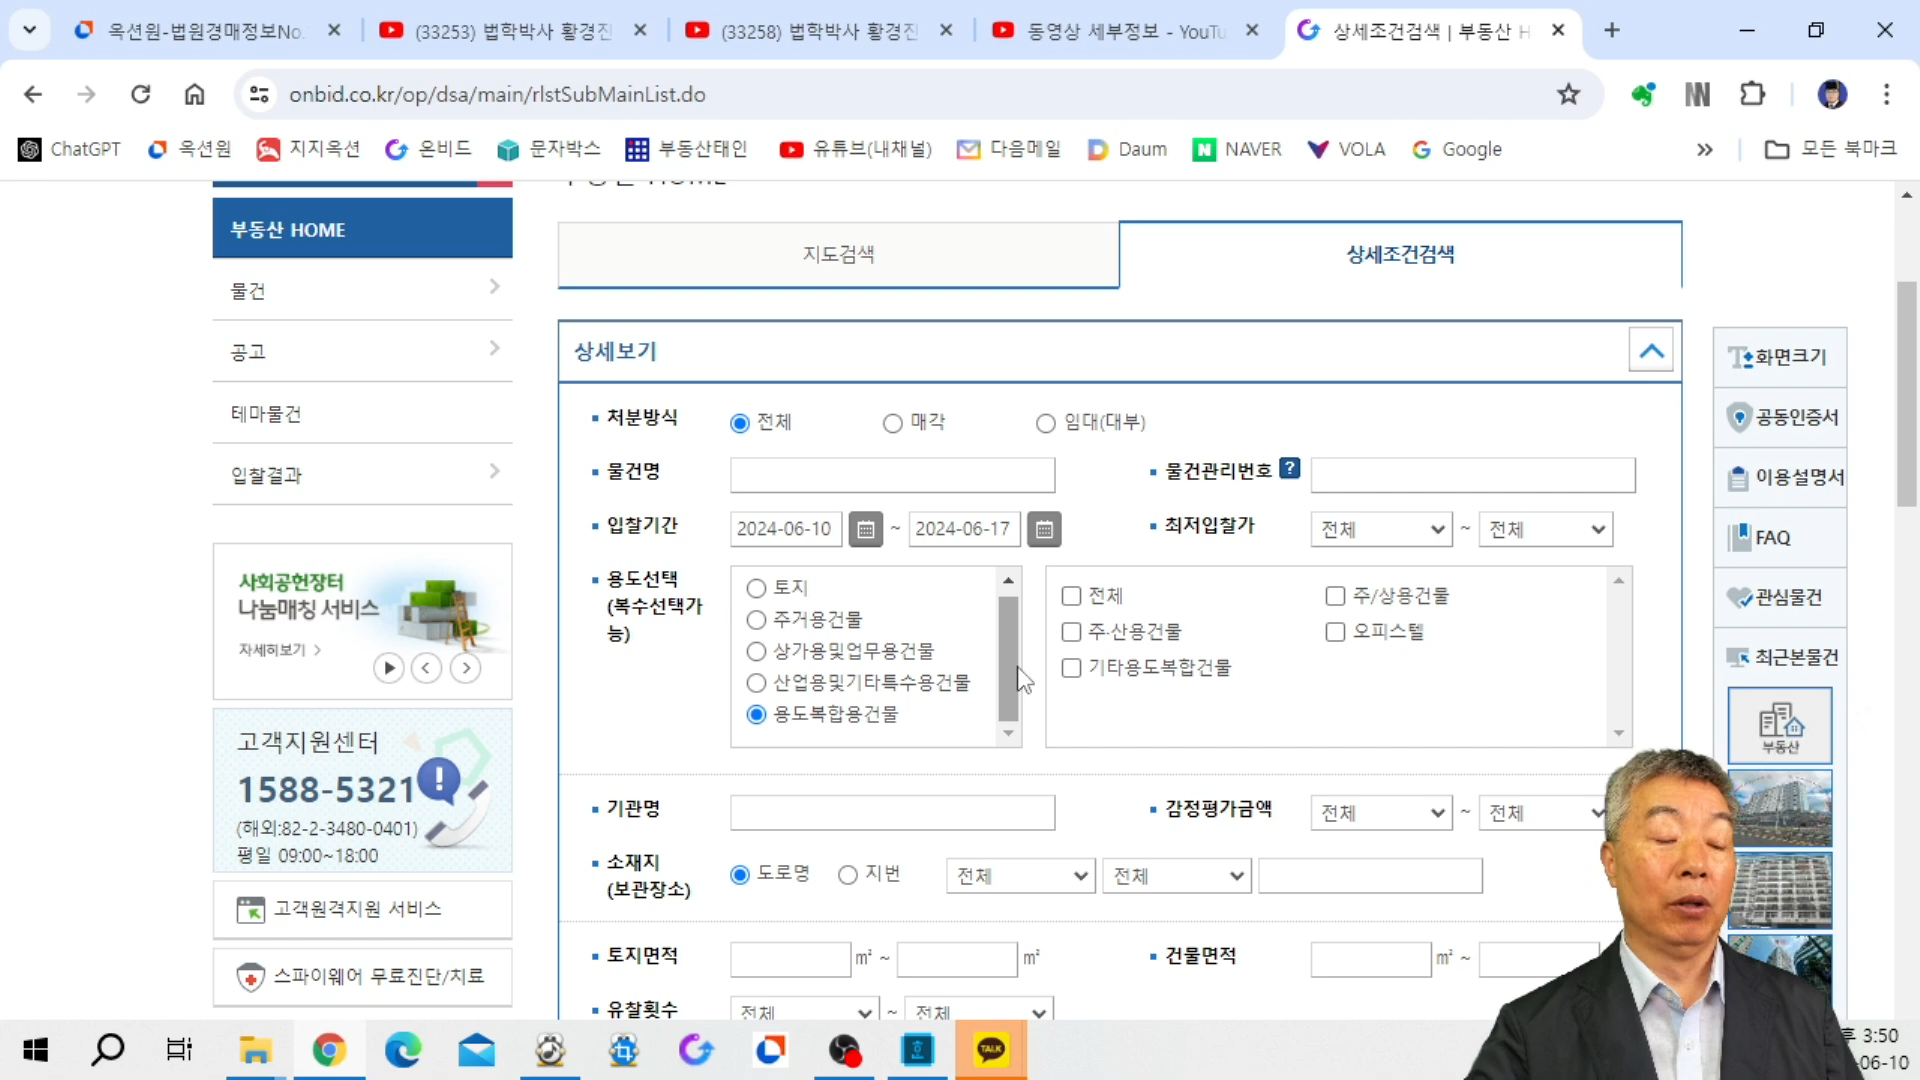 옥션원-법원경매정보No.
(33253) 법학박사 황경진
(33258) 법학박사 황경진
동영상 세부정보 - YouTu
상세조건검색 | 부동산 H
onbid.co.kr/op/dsa/main/rlstSubMainList.do
ChatGPT
옥션원
지지옥션
온비드
문자박스
부동산태인
유튜브(내채널)
다음메일
Daum
NAVER
VOLA
Google
»
모든 북마크
부동산 HOME
부동산 HOME
물건
공고
테마물건
입찰결과
사회공헌장터
나눔매칭 서비스
자세히보기 >
고객지원센터
1588-5321
(해외:82-2-3480-0401)
평일 09:00~18:00
고객원격지원 서비스
스파이웨어 무료진단/치료
지도검색
상세조건검색
상세보기
처분방식 전체 매각 임대(대부)
물건명
물건관리번호 ?
입찰기간 2024-06-10 ~ 2024-06-17
최저입찰가 전체 ~ 전체
용도선택
(복수선택가
능)
토지
주거용건물
상가용및업무용건물
산업용및기타특수용건물
용도복합용건물
전체 주/상용건물
주·산용건물 오피스텔
기타용도복합건물
기관명
감정평가금액 전체 ~ 전체
소재지
(보관장소)
도로명 지번 전체 전체
토지면적 ㎡ ~ ㎡
건물면적 ㎡ ~
유찰횟수 전체 ~ 전체
화면크기
공동인증서
이용설명서
FAQ
관심물건
최근본물건
부동산
TALK
후 3:50
-06-10